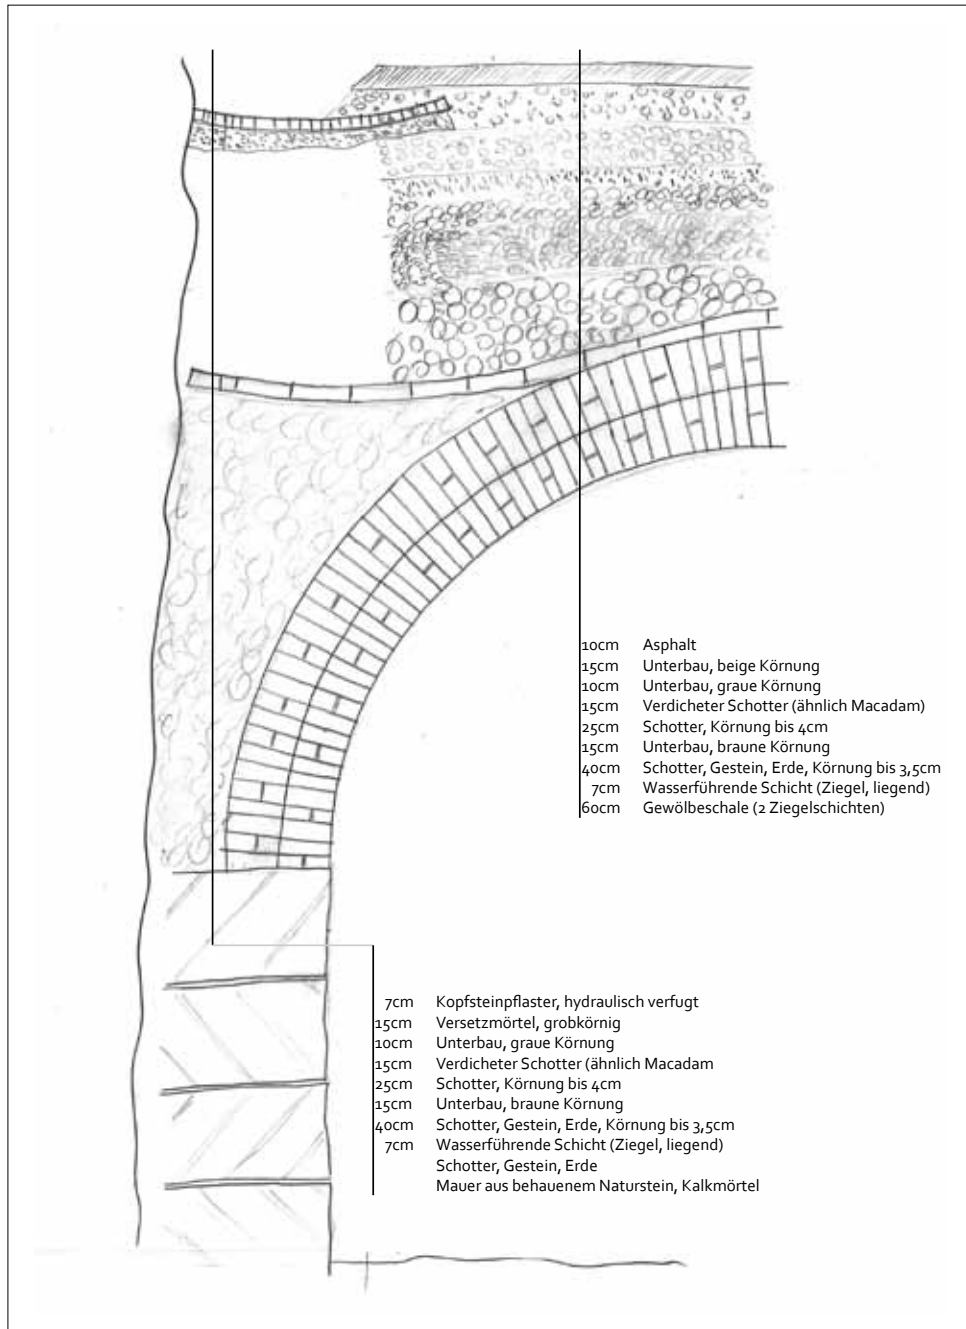 10cm Asphalt
15cm Unterbau, beige Körnung
10cm Unterbau, graue Körnung
15cm Verdicheter Schotter (ähnlich Macadam)
25cm Schotter, Körnung bis 4cm
15cm Unterbau, braune Körnung
40cm Schotter, Gestein, Erde, Körnung bis 3,5cm
7cm Wasserführende Schicht (Ziegel, liegend)
60cm Gewölbeschale (2 Ziegelschichten)
7cm Kopfsteinpflaster, hydraulisch verfugt
15cm Versetzmörtel, grobkörnig
10cm Unterbau, graue Körnung
15cm Verdicheter Schotter (ähnlich Macadam
25cm Schotter, Körnung bis 4cm
15cm Unterbau, braune Körnung
40cm Schotter, Gestein, Erde, Körnung bis 3,5cm
7cm Wasserführende Schicht (Ziegel, liegend)
Schotter, Gestein, Erde
Mauer aus behauenem Naturstein, Kalkmörtel